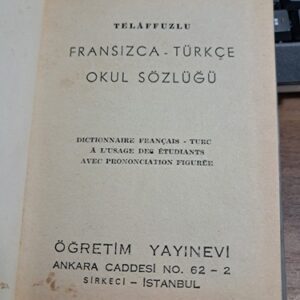 TELÂFFUZLU
FRANSIZCA - TÜRKÇE
OKUL SÖZLÜĞÜ
DICTIONNAIRE FRANÇAIS - TURC
À L'USAGE DES ÉTUDIANTS
AVEC PRONONCIATION FIGURÉE
ÖĞRETİM YAYINEVİ
ANKARA CADDESİ NO. 62 - 2
SİRKECİ - İSTANBUL